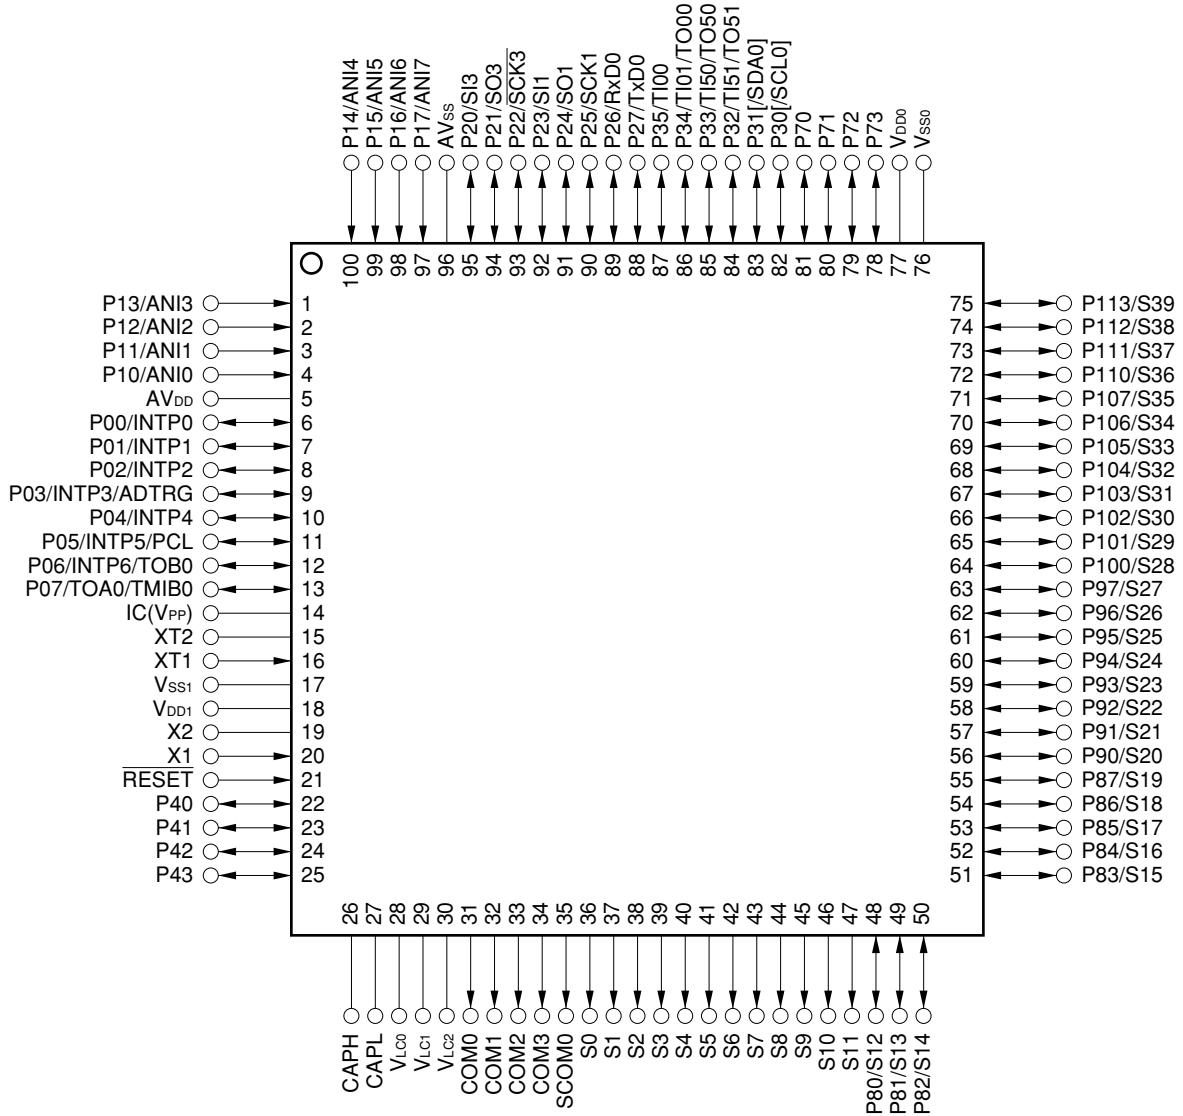 P14/ANI4
P15/ANI5
P16/ANI6
P17/ANI7
AVSS
P20/SI3
P21/SO3
P22/SCK3
P23/SI1
P24/SO1
P25/SCK1
P26/RxD0
P27/TxD0
P35/TI00
P34/TI01/TO00
P33/TI50/TO50
P32/TI51/TO51
P31[/SDA0]
P30[/SCL0]
P70
P71
P72
P73
VDD0
VSS0
100 99 98 97 96 95 94 93 92 91 90 89 88 87 86 85 84 83 82 81 80 79 78 77 76
P13/ANI3 1 75 P113/S39
P12/ANI2 2 74 P112/S38
P11/ANI1 3 73 P111/S37
P10/ANI0 4 72 P110/S36
AVDD 5 71 P107/S35
P00/INTP0 6 70 P106/S34
P01/INTP1 7 69 P105/S33
P02/INTP2 8 68 P104/S32
P03/INTP3/ADTRG 9 67 P103/S31
P04/INTP4 10 66 P102/S30
P05/INTP5/PCL 11 65 P101/S29
P06/INTP6/TOB0 12 64 P100/S28
P07/TOA0/TMIB0 13 63 P97/S27
IC(VPP) 14 62 P96/S26
XT2 15 61 P95/S25
XT1 16 60 P94/S24
VSS1 17 59 P93/S23
VDD1 18 58 P92/S22
X2 19 57 P91/S21
X1 20 56 P90/S20
RESET 21 55 P87/S19
P40 22 54 P86/S18
P41 23 53 P85/S17
P42 24 52 P84/S16
P43 25 51 P83/S15
26 27 28 29 30 31 32 33 34 35 36 37 38 39 40 41 42 43 44 45 46 47 48 49 50
CAPH
CAPL
VLC0
VLC1
VLC2
COM0
COM1
COM2
COM3
SCOM0
S0
S1
S2
S3
S4
S5
S6
S7
S8
S9
S10
S11
P80/S12
P81/S13
P82/S14